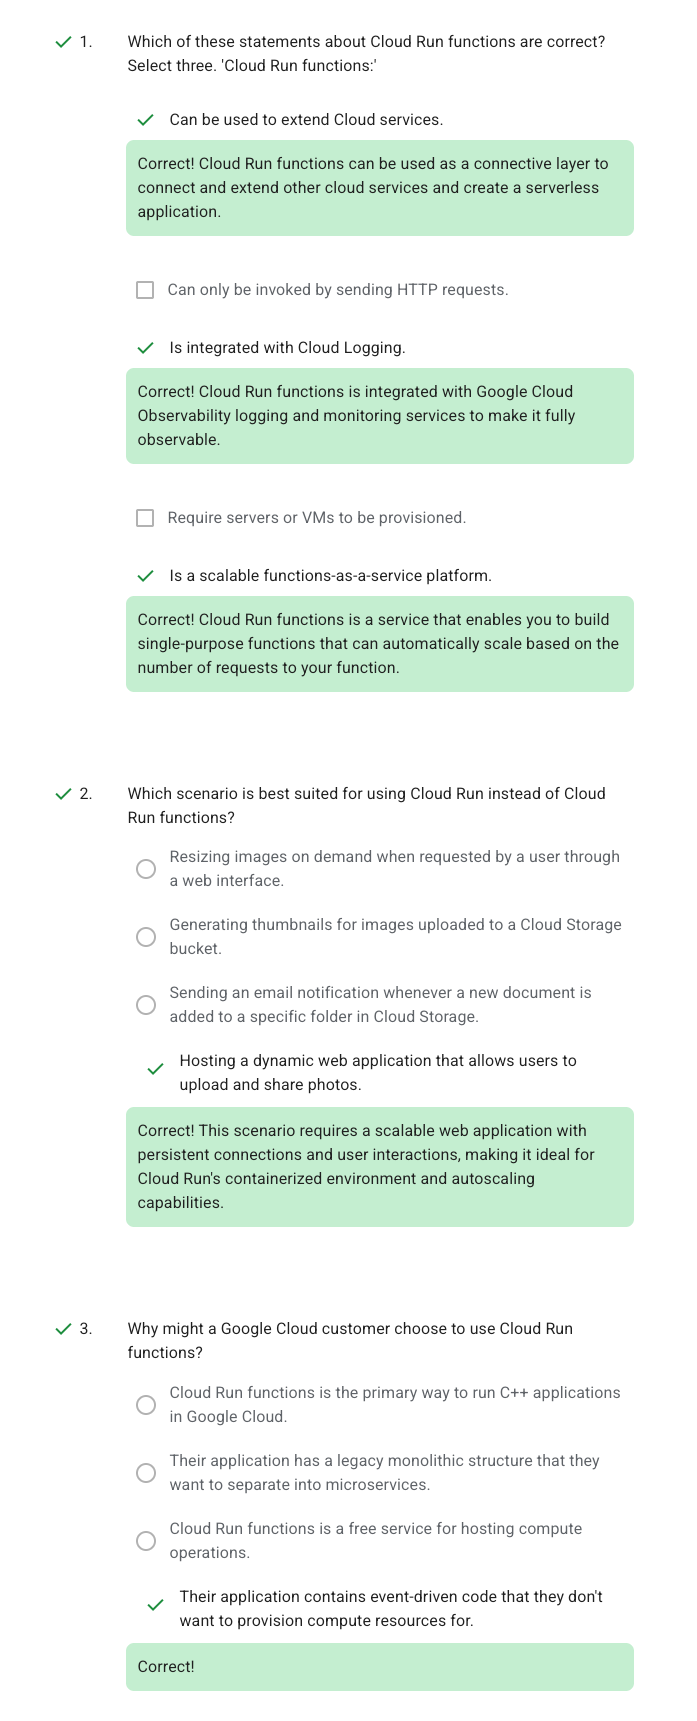 1. Which of these statements about Cloud Run functions are correct?
Select three. 'Cloud Run functions:'
Can be used to extend Cloud services.
Correct! Cloud Run functions can be used as a connective layer to
connect and extend other cloud services and create a serverless
application.
Can only be invoked by sending HTTP requests.
Is integrated with Cloud Logging.
Correct! Cloud Run functions is integrated with Google Cloud
Observability logging and monitoring services to make it fully
observable.
Require servers or VMs to be provisioned.
Is a scalable functions-as-a-service platform.
Correct! Cloud Run functions is a service that enables you to build
single-purpose functions that can automatically scale based on the
number of requests to your function.
2. Which scenario is best suited for using Cloud Run instead of Cloud
Run functions?
Resizing images on demand when requested by a user through
a web interface.
Generating thumbnails for images uploaded to a Cloud Storage
bucket.
Sending an email notification whenever a new document is
added to a specific folder in Cloud Storage.
Hosting a dynamic web application that allows users to
upload and share photos.
Correct! This scenario requires a scalable web application with
persistent connections and user interactions, making it ideal for
Cloud Run's containerized environment and autoscaling
capabilities.
3. Why might a Google Cloud customer choose to use Cloud Run
functions?
Cloud Run functions is the primary way to run C++ applications
in Google Cloud.
Their application has a legacy monolithic structure that they
want to separate into microservices.
Cloud Run functions is a free service for hosting compute
operations.
Their application contains event-driven code that they don't
want to provision compute resources for.
Correct!